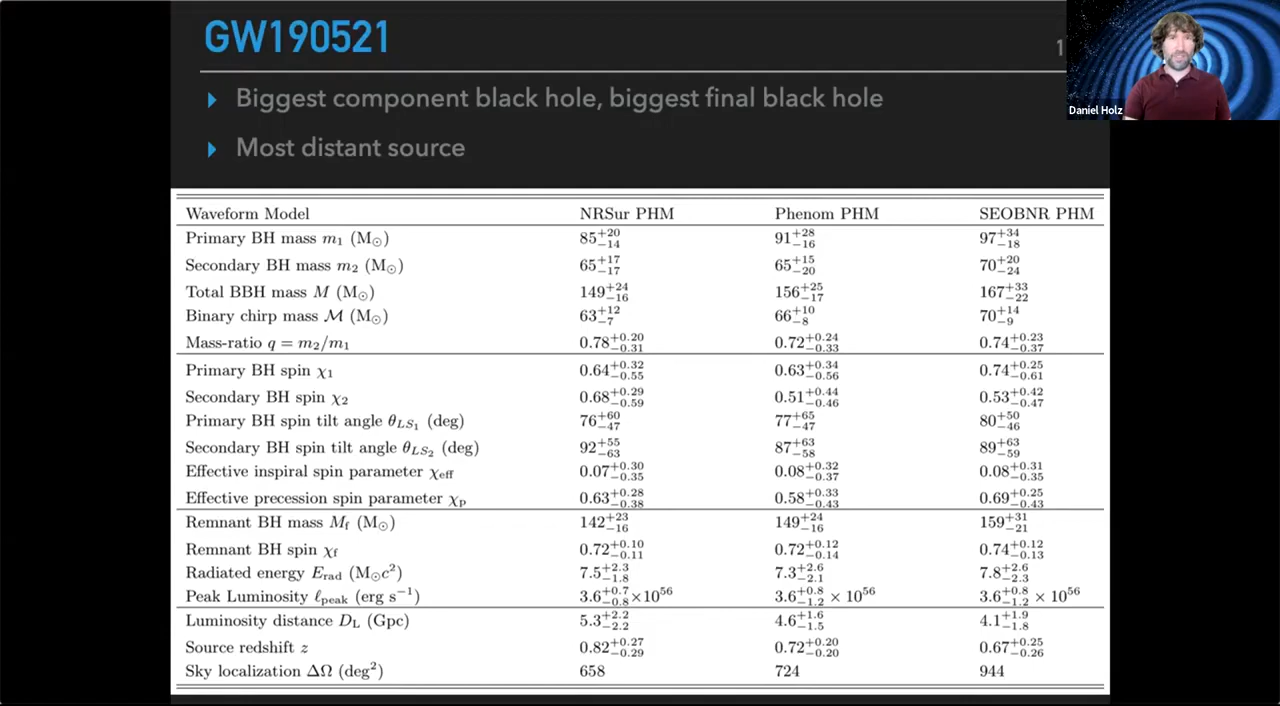 GW190521
1
Daniel Holz
Biggest component black hole, biggest final black hole
Most distant source
Waveform Model NRSur PHM Phenom PHM SEOBNR PHM
Primary BH mass m₁ (M⊙) 85+20−14 91+28−16 97+34−18
Secondary BH mass m₂ (M⊙) 65+17−17 65+15−20 70+20−24
Total BBH mass M (M⊙) 149+24−16 156+25−17 167+33−22
Binary chirp mass ℳ (M⊙) 63+12−7 66+10−8 70+14−9
Mass-ratio q = m₂/m₁ 0.78+0.20−0.31 0.72+0.24−0.33 0.74+0.23−0.37
Primary BH spin χ₁ 0.64+0.32−0.55 0.63+0.34−0.56 0.74+0.25−0.61
Secondary BH spin χ₂ 0.68+0.29−0.59 0.51+0.44−0.46 0.53+0.42−0.47
Primary BH spin tilt angle θLS₁ (deg) 76+60−47 77+65−47 80+50−46
Secondary BH spin tilt angle θLS₂ (deg) 92+55−63 87+63−58 89+63−59
Effective inspiral spin parameter χeff 0.07+0.30−0.35 0.08+0.32−0.37 0.08+0.31−0.35
Effective precession spin parameter χp 0.63+0.28−0.38 0.58+0.33−0.43 0.69+0.25−0.43
Remnant BH mass Mf (M⊙) 142+23−16 149+24−16 159+31−21
Remnant BH spin χf 0.72+0.10−0.11 0.72+0.12−0.14 0.74+0.12−0.13
Radiated energy Erad (M⊙c²) 7.5+2.3−1.8 7.3+2.6−2.1 7.8+2.6−2.3
Peak Luminosity ℓpeak (erg s⁻¹) 3.6+0.7−0.8×10⁵⁶ 3.6+0.8−1.2 × 10⁵⁶ 3.6+0.8−1.2 × 10⁵⁶
Luminosity distance DL (Gpc) 5.3+2.2−2.2 4.6+1.6−1.5 4.1+1.9−1.8
Source redshift z 0.82+0.27−0.29 0.72+0.20−0.20 0.67+0.25−0.26
Sky localization ΔΩ (deg²) 658 724 944